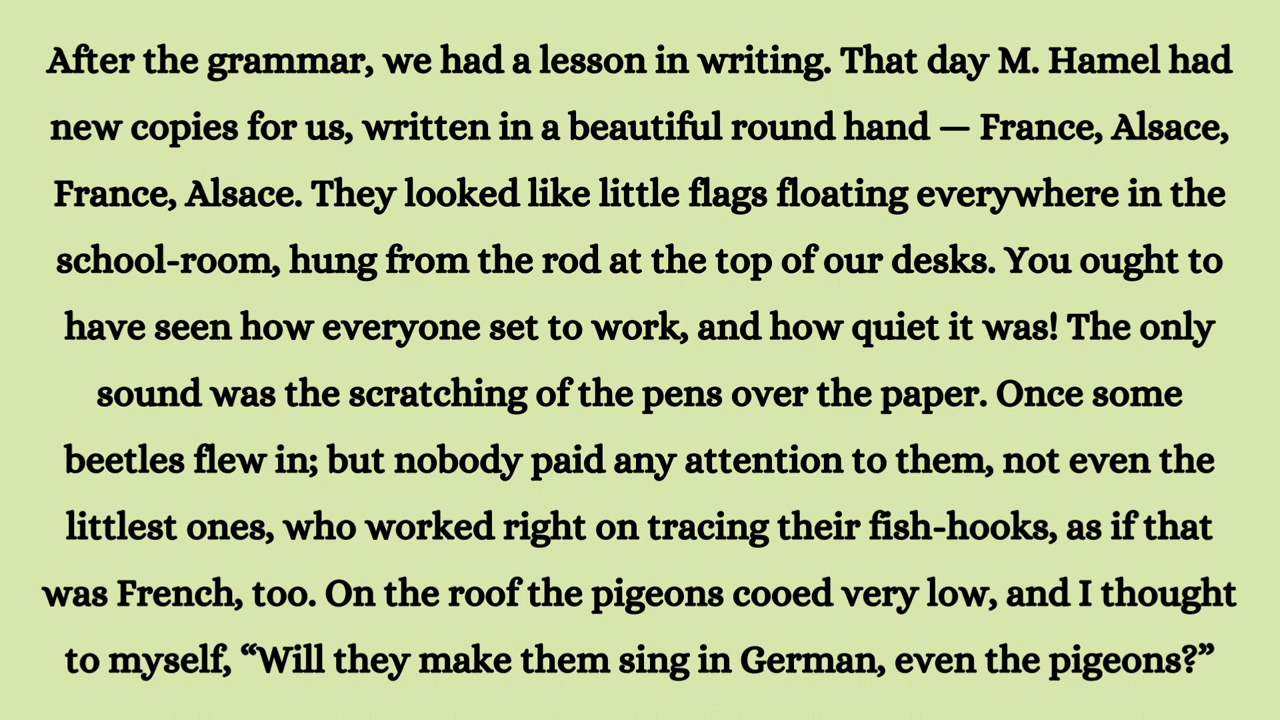 After the grammar, we had a lesson in writing. That day M. Hamel had
new copies for us, written in a beautiful round hand — France, Alsace,
France, Alsace. They looked like little flags floating everywhere in the
school-room, hung from the rod at the top of our desks. You ought to
have seen how everyone set to work, and how quiet it was! The only
sound was the scratching of the pens over the paper. Once some
beetles flew in; but nobody paid any attention to them, not even the
littlest ones, who worked right on tracing their fish-hooks, as if that
was French, too. On the roof the pigeons cooed very low, and I thought
to myself, “Will they make them sing in German, even the pigeons?”